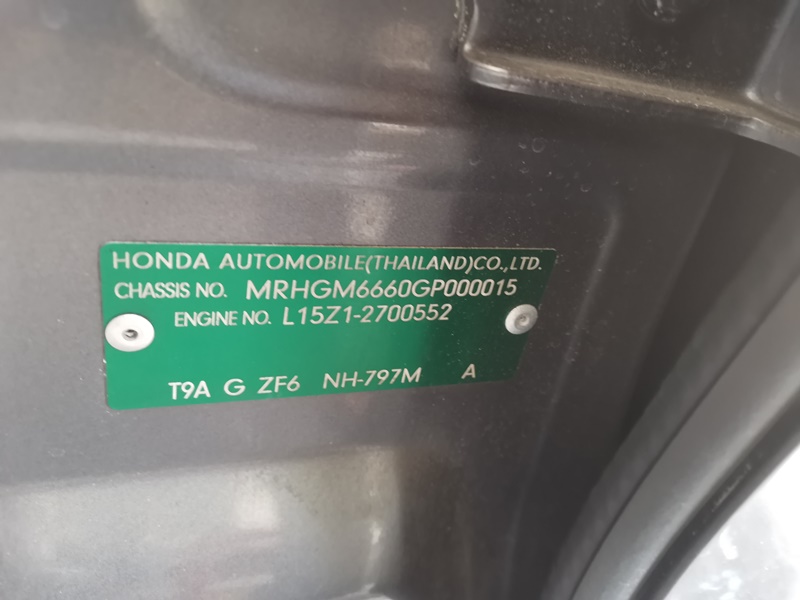 HONDA AUTOMOBILE(THAILAND)CO.,LTD.
CHASSIS NO. MRHGM6660GP000015
ENGINE NO. L15Z1-2700552
T9A G ZF6 NH-797M A